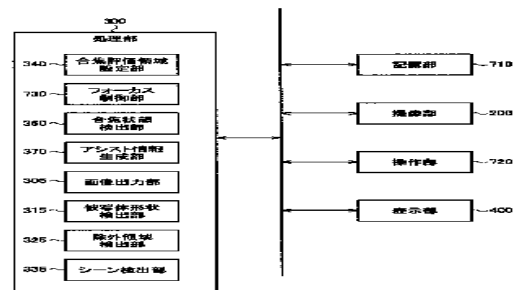 300
処理部
340
合焦評価領域
設定部
730
フォーカス
制御部
360
合焦状態
検出部
370
アシスト情報
生成部
305
画像出力部
315
被写体形状
検出部
325
除外領域
検出部
335
シーン検出部
記憶部
710
撮像部
200
操作部
720
表示部
400